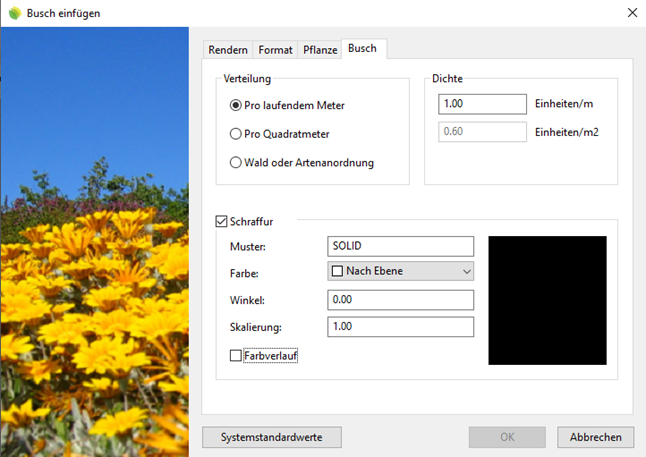 Busch einfügen
Rendern
Format
Pflanze
Busch
Verteilung
Pro laufendem Meter
Pro Quadratmeter
Wald oder Artenanordnung
Dichte
1.00 Einheiten/m
0.60 Einheiten/m2
Schraffur
Muster: SOLID
Farbe: Nach Ebene
Winkel: 0.00
Skalierung: 1.00
Farbverlauf
Systemstandardwerte
OK
Abbrechen